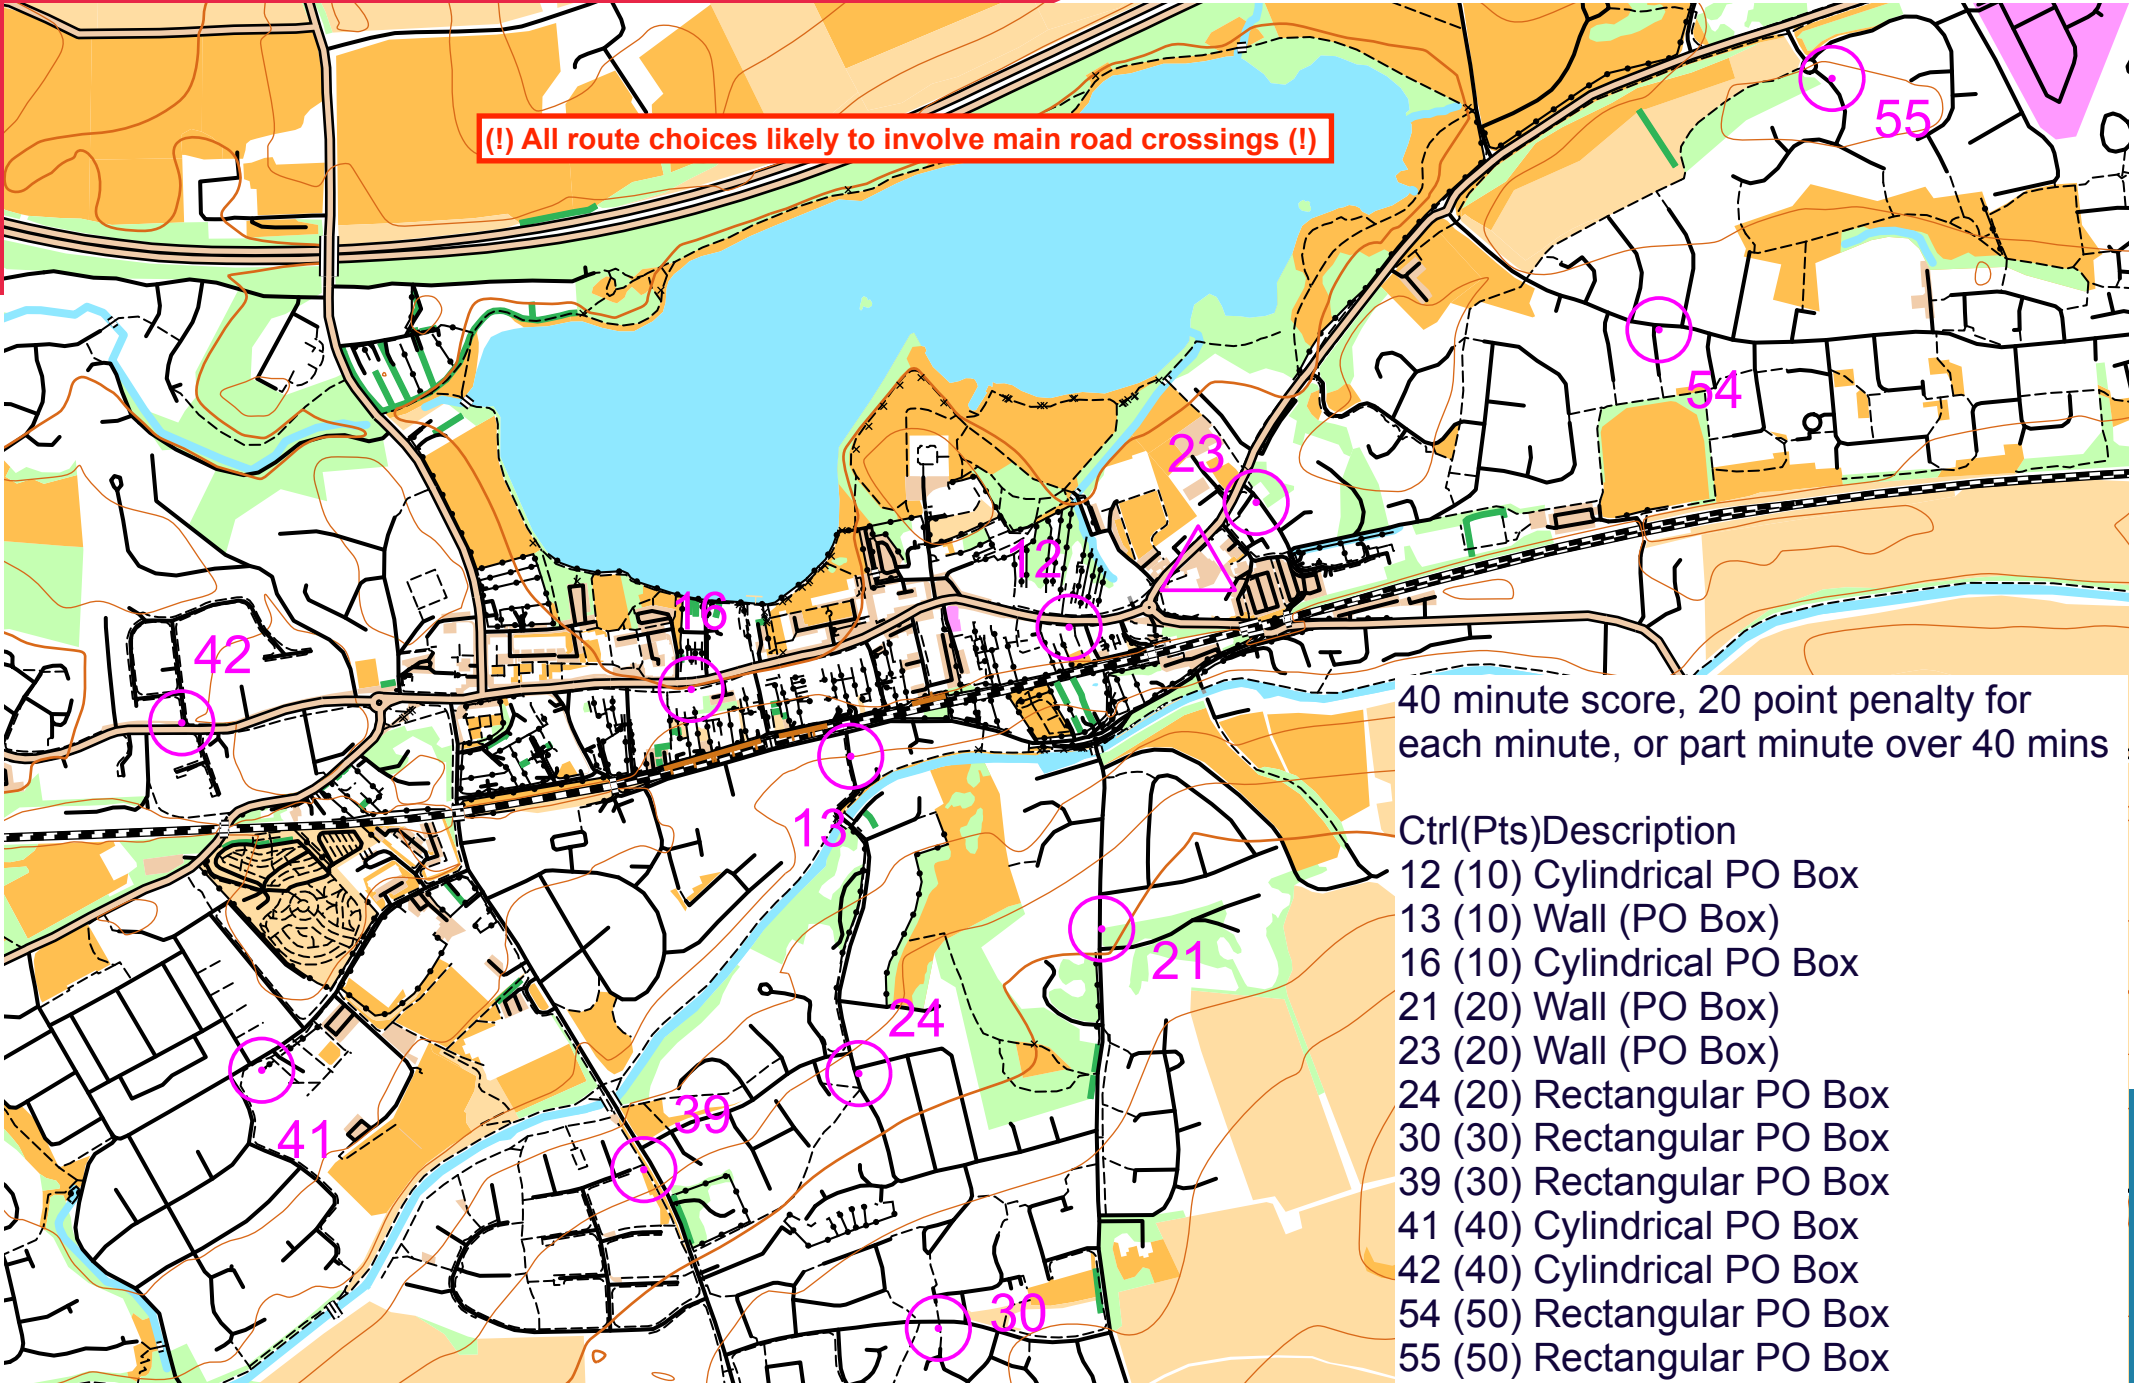 (!) All route choices likely to involve main road crossings (!)
55
54
23
12
16
42
13
21
24
39
41
30
40 minute score, 20 point penalty for
each minute, or part minute over 40 mins
Ctrl(Pts)Description
12 (10) Cylindrical PO Box
13 (10) Wall (PO Box)
16 (10) Cylindrical PO Box
21 (20) Wall (PO Box)
23 (20) Wall (PO Box)
24 (20) Rectangular PO Box
30 (30) Rectangular PO Box
39 (30) Rectangular PO Box
41 (40) Cylindrical PO Box
42 (40) Cylindrical PO Box
54 (50) Rectangular PO Box
55 (50) Rectangular PO Box